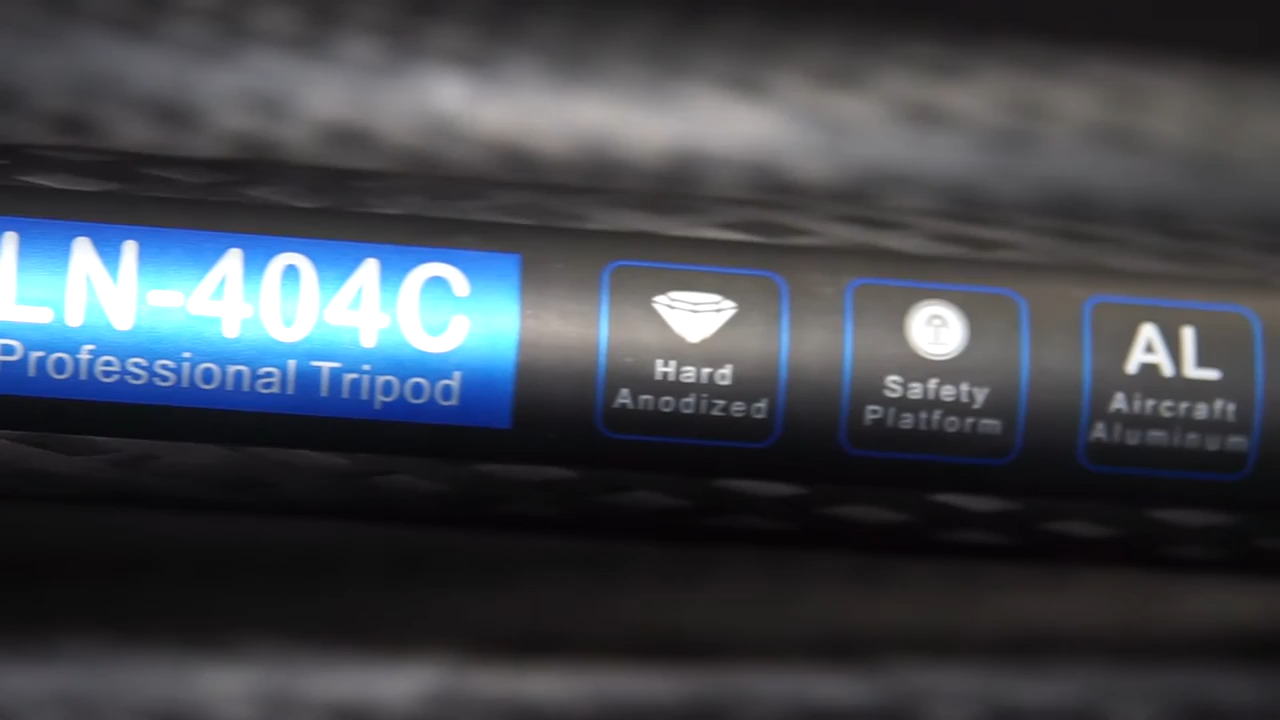 LN-404C
Professional Tripod
Hard
Anodized
Safety
Platform
AL
Aircraft
Aluminum